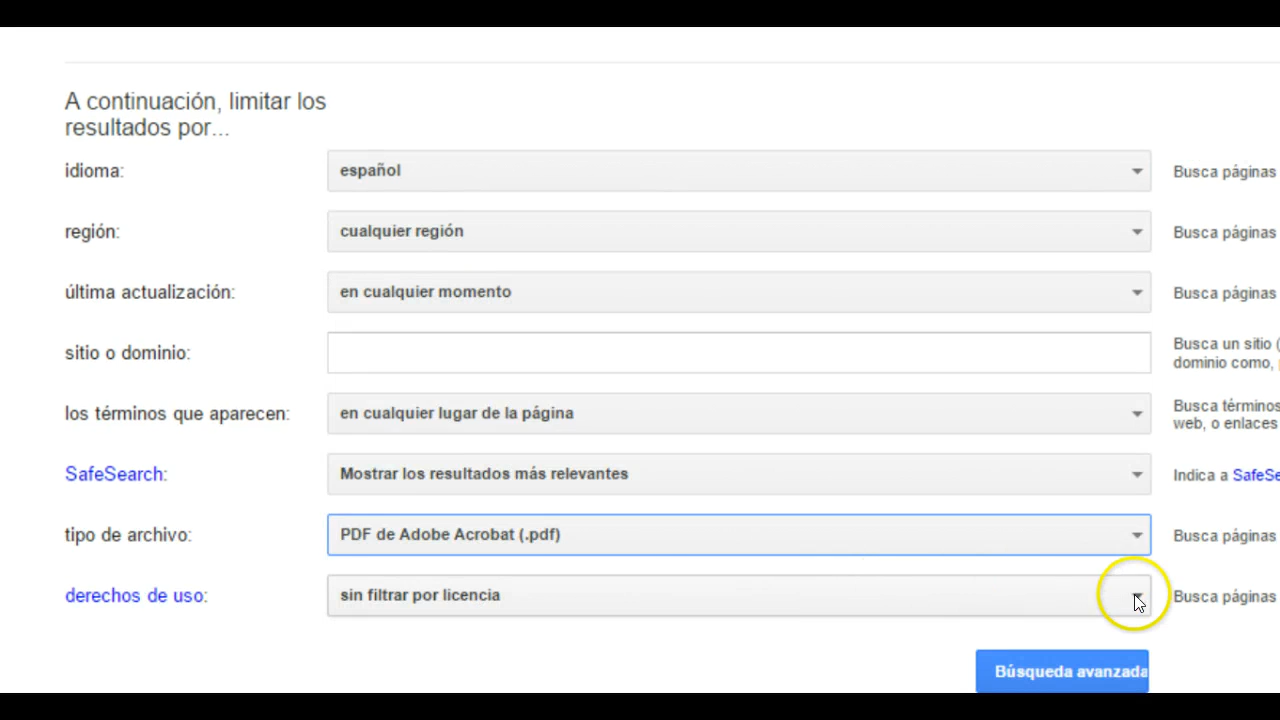 A continuación, limitar los
resultados por...
idioma: español Busca páginas
región: cualquier región Busca páginas
última actualización: en cualquier momento Busca páginas
sitio o dominio: Busca un sitio (
dominio como,
los términos que aparecen: en cualquier lugar de la página Busca términos
web, o enlaces
SafeSearch: Mostrar los resultados más relevantes Indica a SafeSe
tipo de archivo: PDF de Adobe Acrobat (.pdf) Busca páginas
derechos de uso: sin filtrar por licencia Busca páginas
Búsqueda avanzada